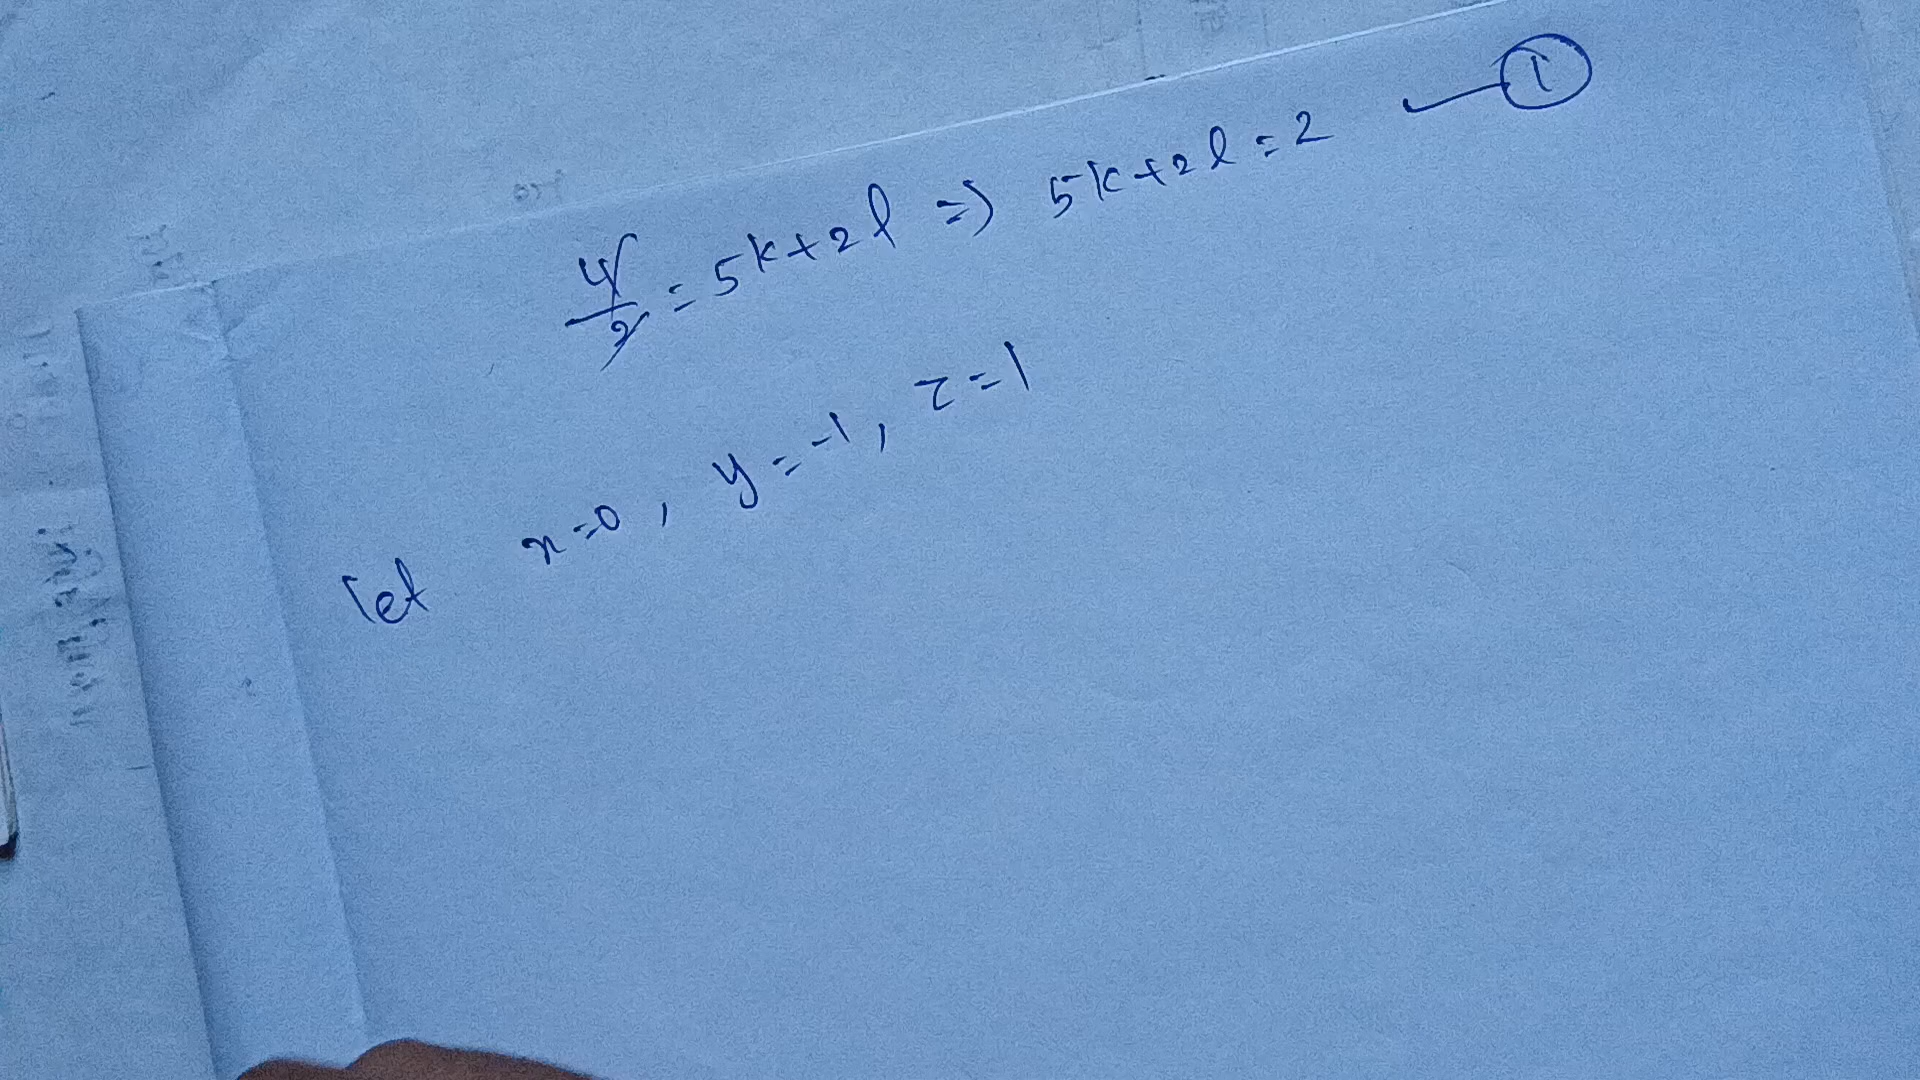 4/2 = 5k+2l => 5k+2l = 2 — 1
let x=0, y=-1, z=1